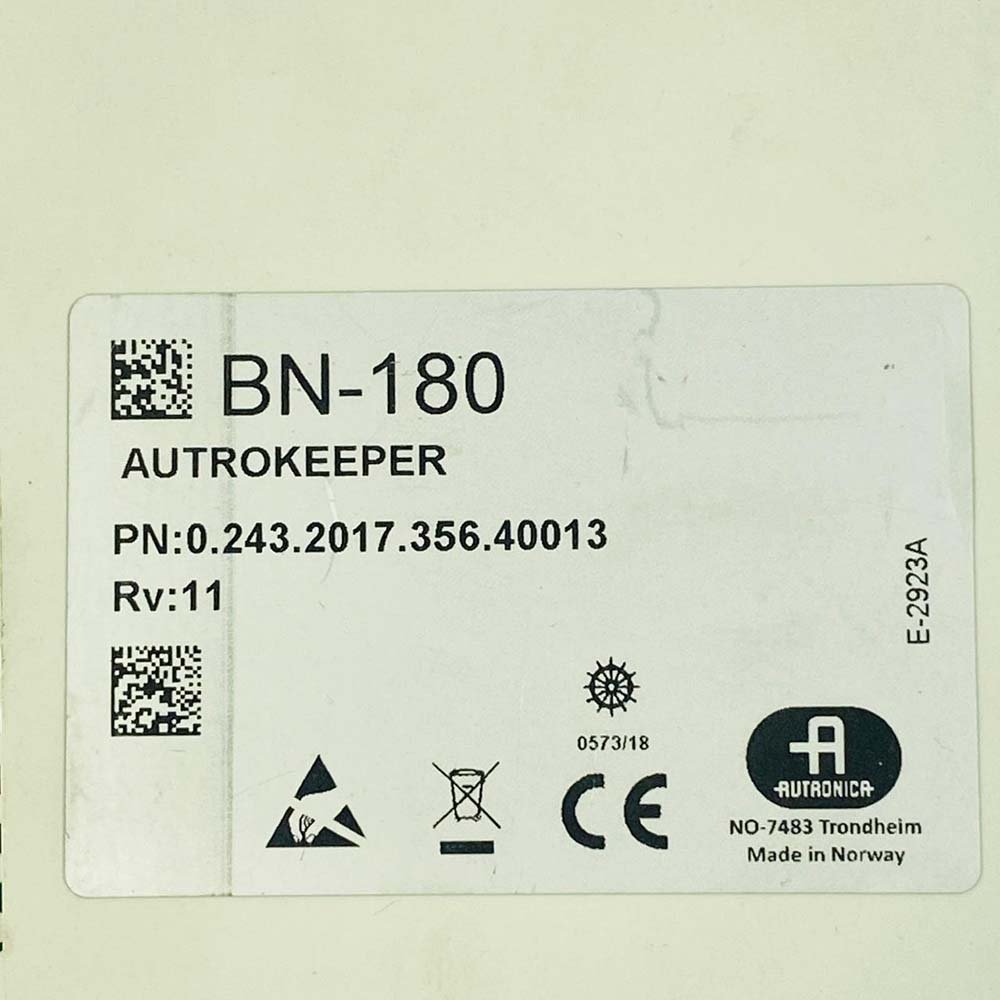 BN-180
AUTROKEEPER
PN:0.243.2017.356.40013
Rv:11
E-2923A
0573/18
CE
AUTRONICA
NO-7483 Trondheim
Made in Norway